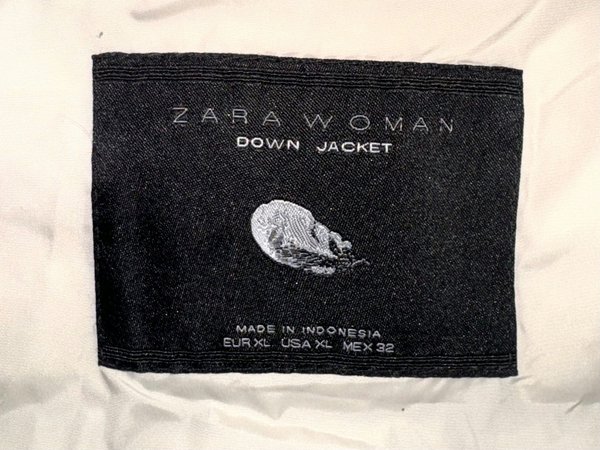 ZARA WOMAN
DOWN JACKET
MADE IN INDONESIA
EUR XL USA XL MEX 32